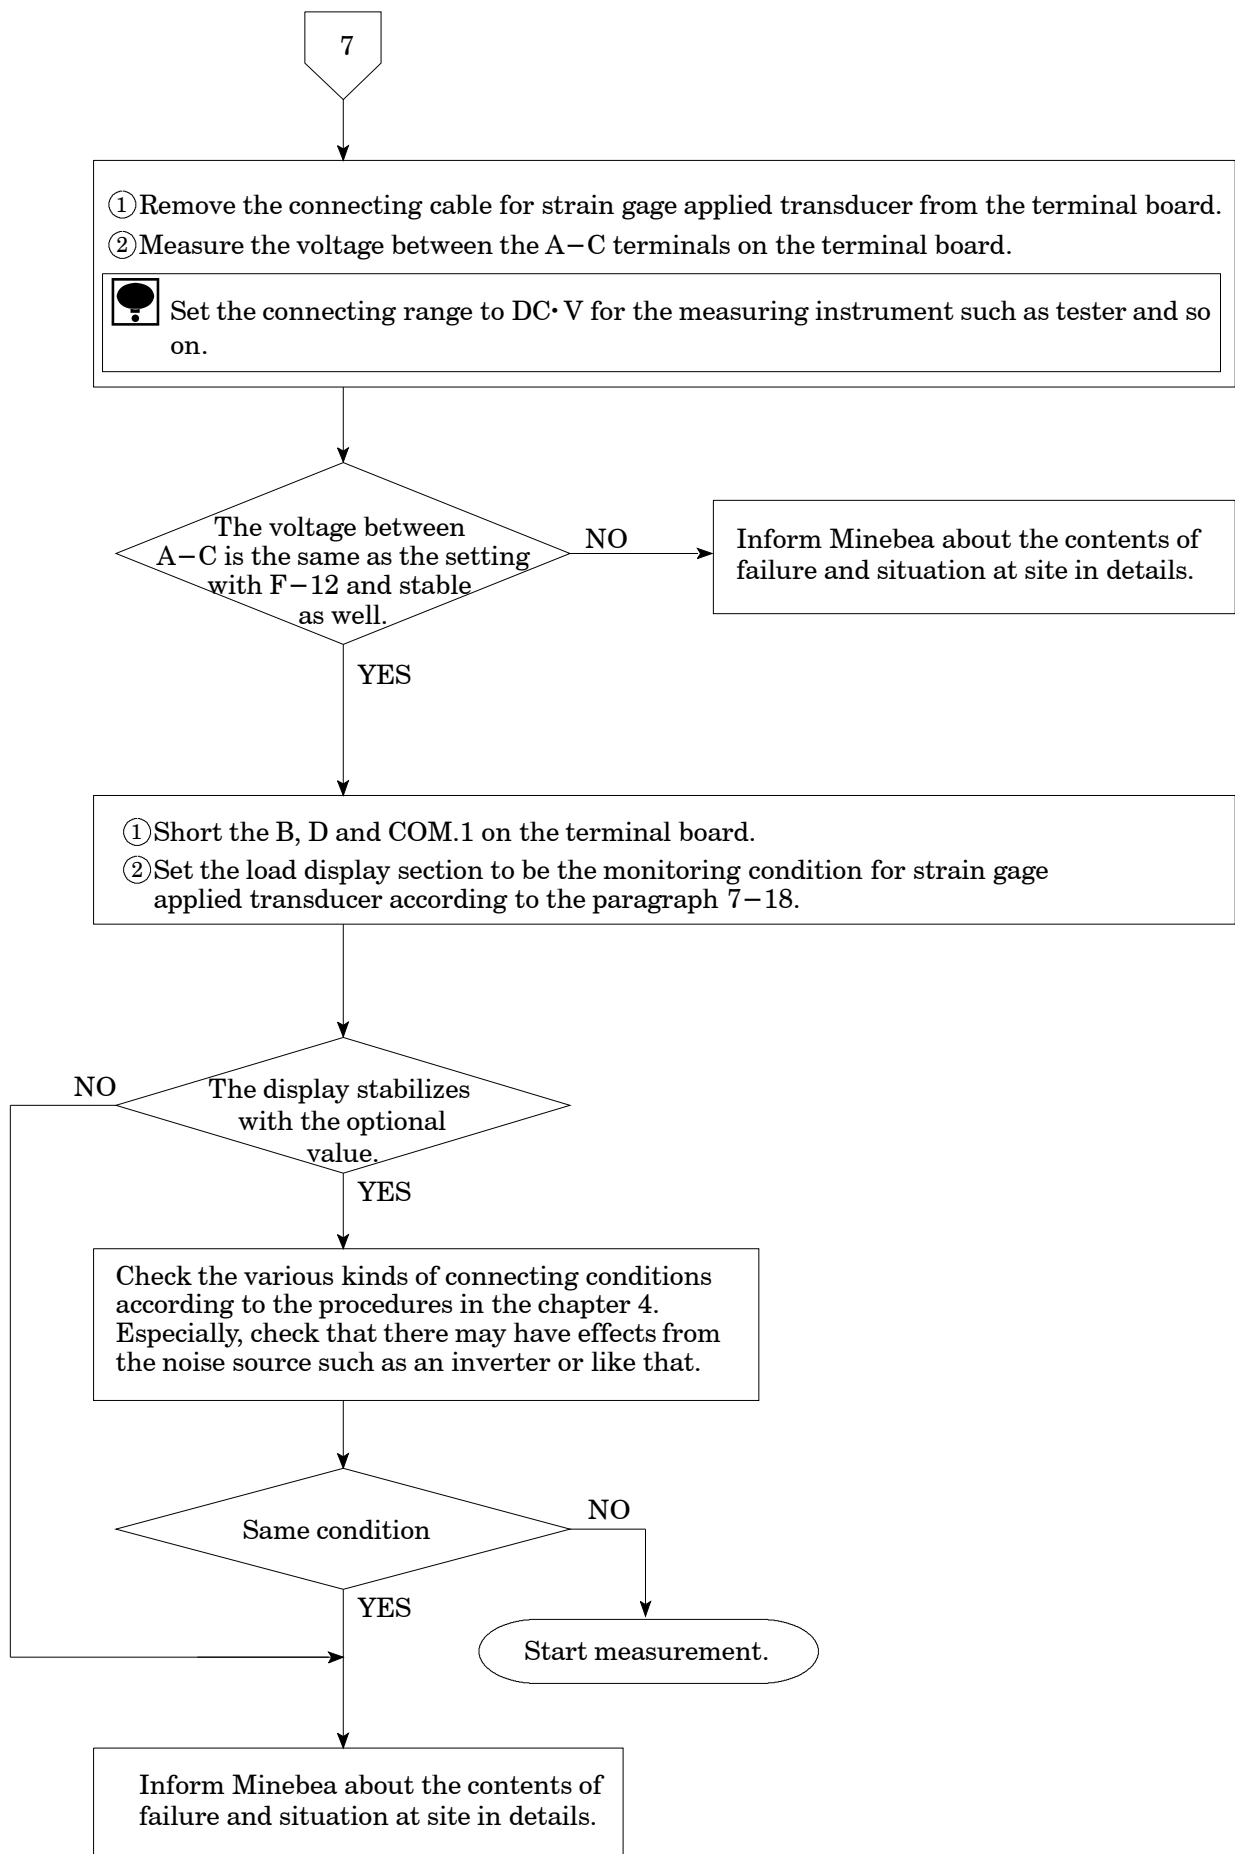 7
①Remove the connecting cable for strain gage applied transducer from the terminal board.
②Measure the voltage between the A−C terminals on the terminal board.
Set the connecting range to DC･V for the measuring instrument such as tester and so
on.
The voltage between
A−C is the same as the setting
with F−12 and stable
as well.
NO
Inform Minebea about the contents of
failure and situation at site in details.
YES
①Short the B, D and COM.1 on the terminal board.
②Set the load display section to be the monitoring condition for strain gage
applied transducer according to the paragraph 7−18.
NO
The display stabilizes
with the optional
value.
YES
Check the various kinds of connecting conditions
according to the procedures in the chapter 4.
Especially, check that there may have effects from
the noise source such as an inverter or like that.
Same condition
NO
YES
Start measurement.
Inform Minebea about the contents of
failure and situation at site in details.